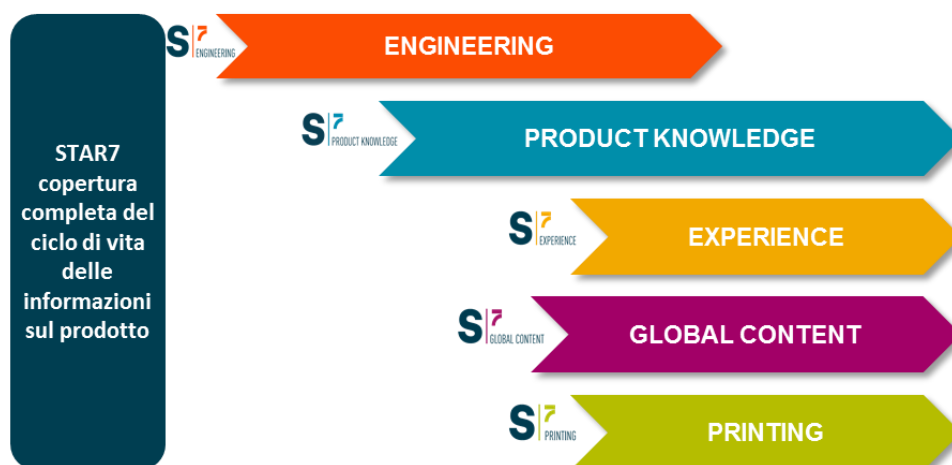 STAR7
copertura
completa del
ciclo di vita
delle
informazioni
sul prodotto
S 7 ENGINEERING
ENGINEERING
S 7 PRODUCT KNOWLEDGE
PRODUCT KNOWLEDGE
S 7 EXPERIENCE
EXPERIENCE
S 7 GLOBAL CONTENT
GLOBAL CONTENT
S 7 PRINTING
PRINTING